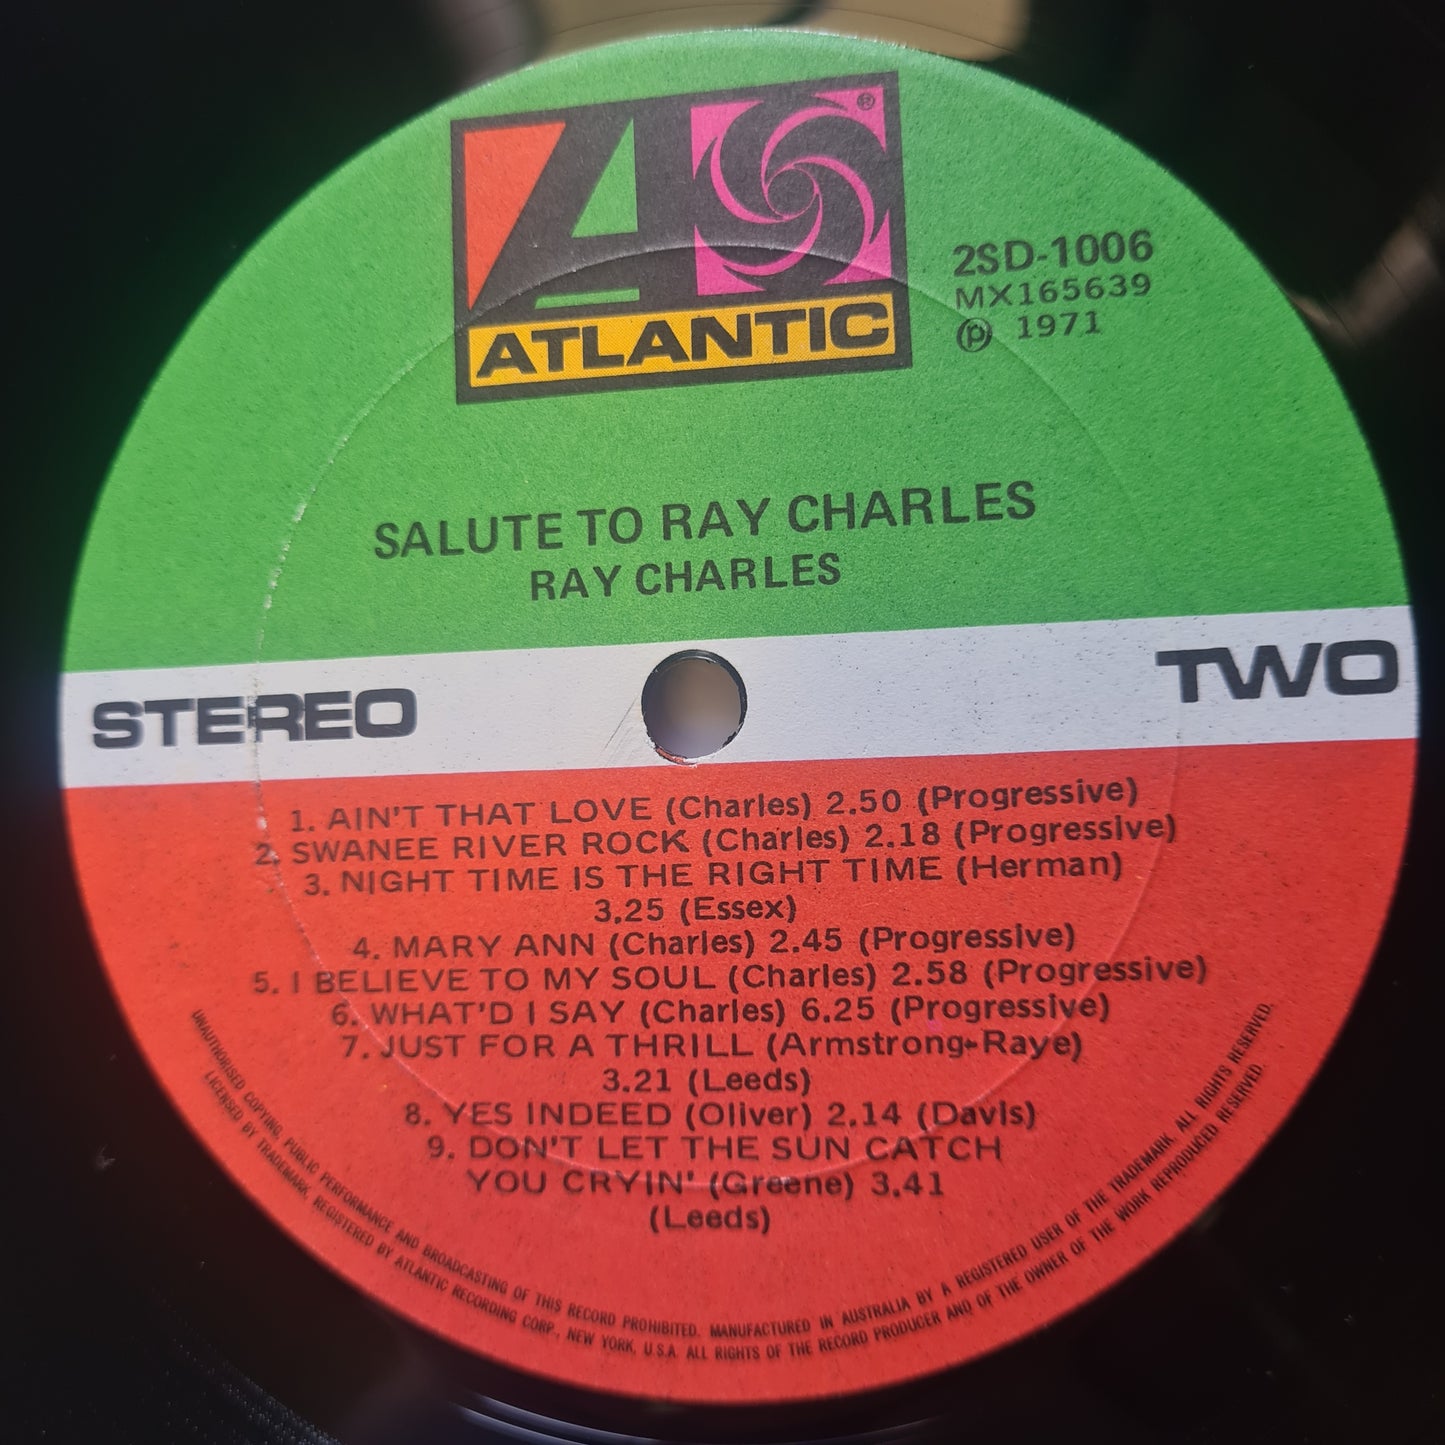 ®
ATLANTIC
2SD-1006
MX165639
℗ 1971
SALUTE TO RAY CHARLES
RAY CHARLES
STEREO
TWO
1. AIN'T THAT LOVE (Charles) 2.50 (Progressive)
2. SWANEE RIVER ROCK (Charles) 2.18 (Progressive)
3. NIGHT TIME IS THE RIGHT TIME (Herman)
3.25 (Essex)
4. MARY ANN (Charles) 2.45 (Progressive)
5. I BELIEVE TO MY SOUL (Charles) 2.58 (Progressive)
6. WHAT'D I SAY (Charles) 6.25 (Progressive)
7. JUST FOR A THRILL (Armstrong-Raye)
3.21 (Leeds)
8. YES INDEED (Oliver) 2.14 (Davis)
9. DON'T LET THE SUN CATCH
YOU CRYIN' (Greene) 3.41
(Leeds)
UNAUTHORISED COPYING, PUBLIC PERFORMANCE AND BROADCASTING OF THIS RECORD PROHIBITED. MANUFACTURED IN AUSTRALIA BY A REGISTERED USER OF THE TRADEMARK. ALL RIGHTS RESERVED.
LICENSED BY TRADEMARK, REGISTERED BY ATLANTIC RECORDING CORP., NEW YORK, U.S.A. ALL RIGHTS OF THE RECORD PRODUCER AND OF THE OWNER OF THE WORK REPRODUCED RESERVED.